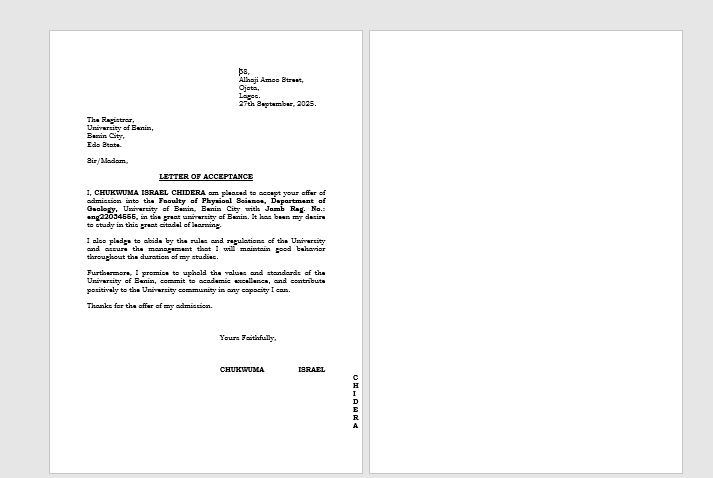 58,
Alhaji Amoo Street,
Ojota,
Lagos.
27th September, 2025.
The Registrar,
University of Benin,
Benin City,
Edo State.
Sir/Madam,
LETTER OF ACCEPTANCE
I, CHUKWUMA ISRAEL CHIDERA am pleased to accept your offer of
admission into the Faculty of Physical Science, Department of
Geology, University of Benin, Benin City with Jamb Reg. No.:
eng22034555, in the great university of Benin. It has been my desire
to study in this great citadel of learning.
I also pledge to abide by the rules and regulations of the University
and assure the management that I will maintain good behavior
throughout the duration of my studies.
Furthermore, I promise to uphold the values and standards of the
University of Benin, commit to academic excellence, and contribute
positively to the University community in any capacity I can.
Thanks for the offer of my admission.
Yours Faithfully,
CHUKWUMA ISRAEL
C
H
I
D
E
R
A